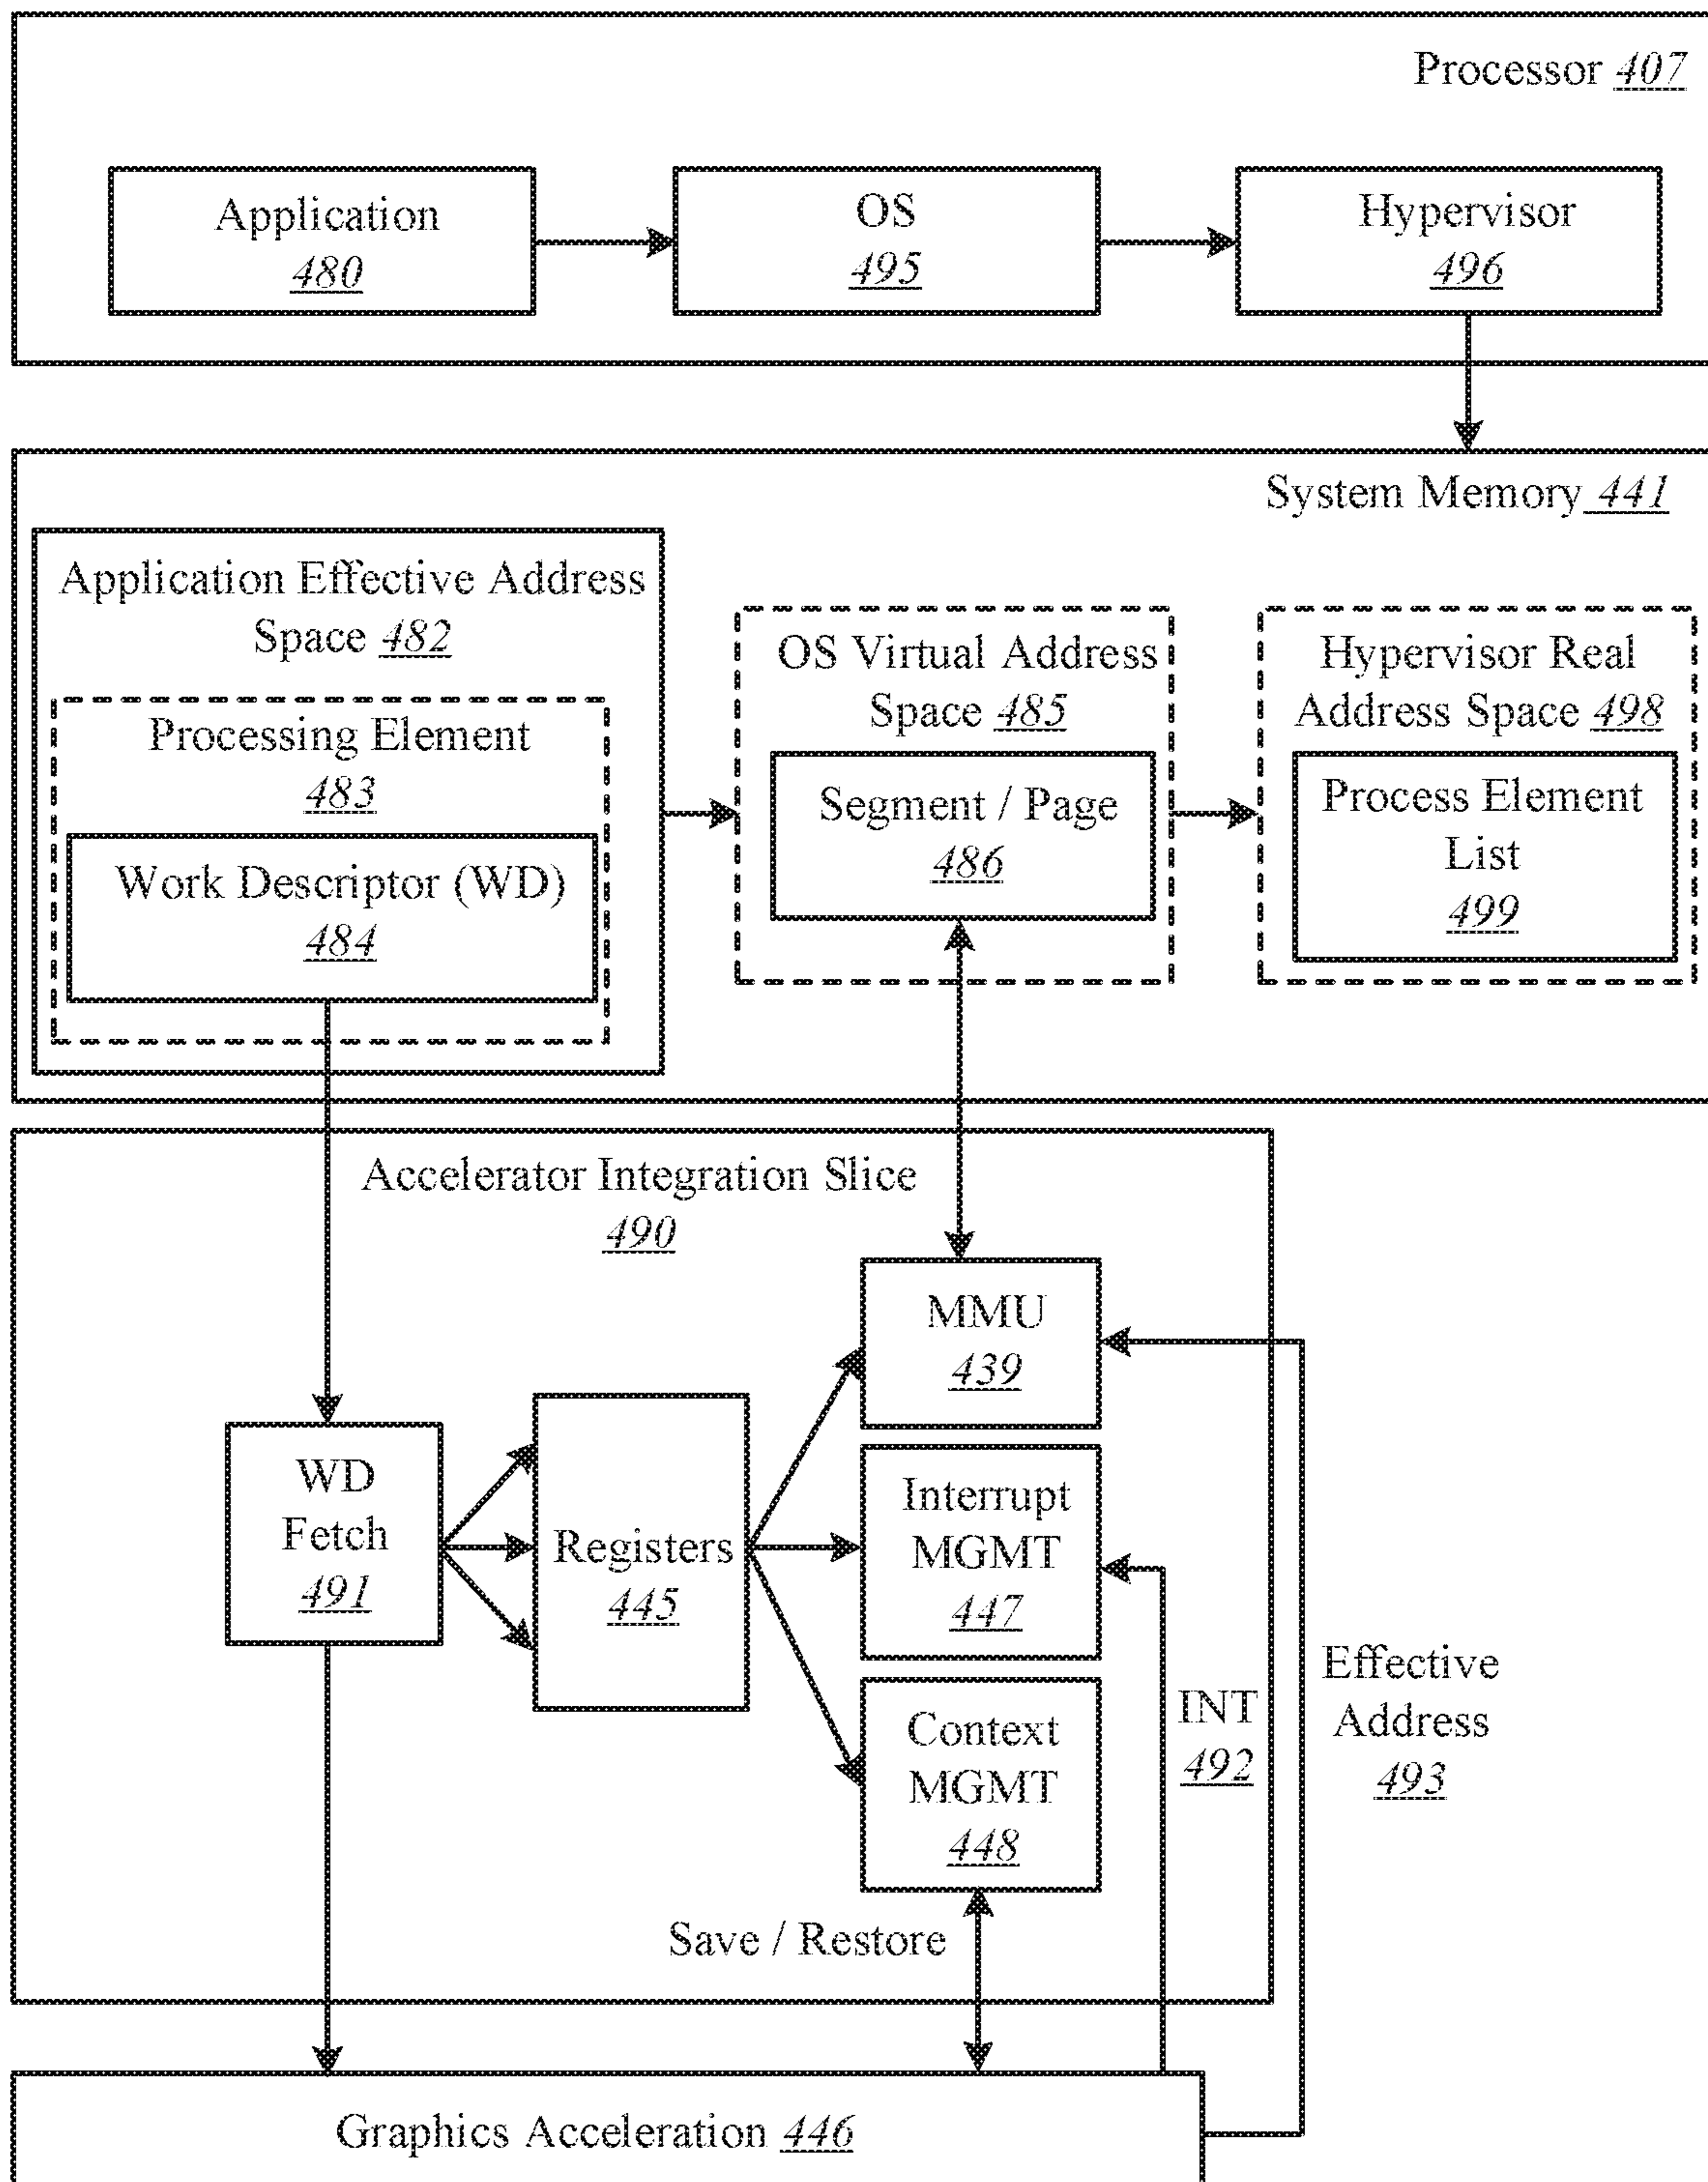 Processor 407
Application
480
OS
495
Hypervisor
496
System Memory 441
Application Effective Address
Space 482
Processing Element
483
Work Descriptor (WD)
484
OS Virtual Address
Space 485
Segment / Page
486
Hypervisor Real
Address Space 498
Process Element
List
499
Accelerator Integration Slice
490
MMU
439
WD
Fetch
491
Registers
445
Interrupt
MGMT
447
Context
MGMT
448
INT
492
Effective
Address
493
Save / Restore
Graphics Acceleration 446